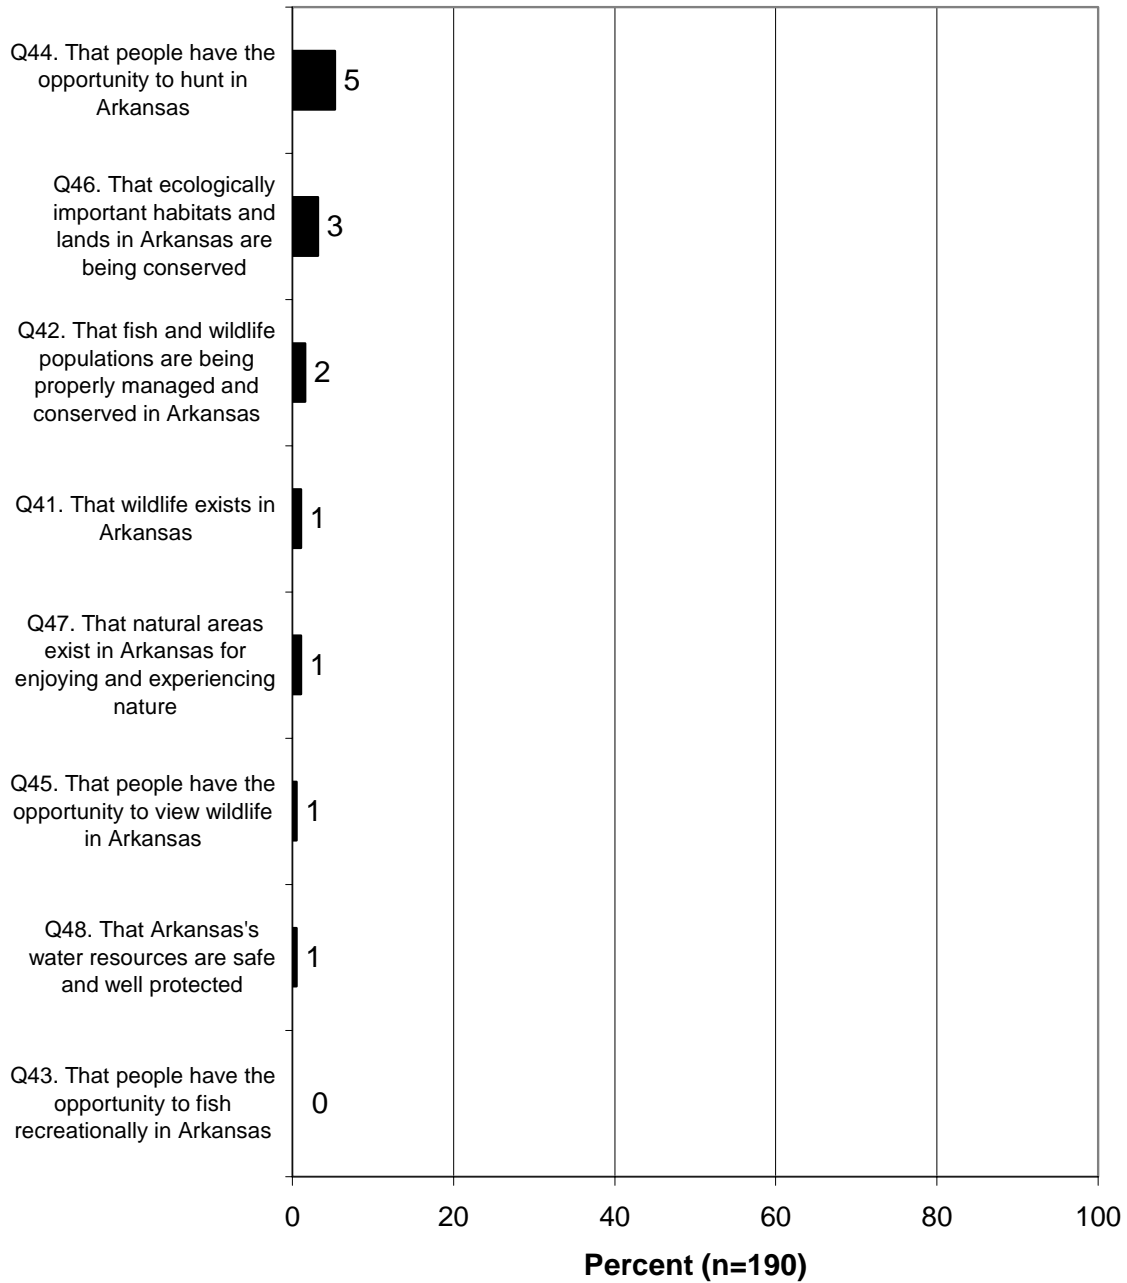 Q44. That people have the
opportunity to hunt in
Arkansas
5
Q46. That ecologically
important habitats and
lands in Arkansas are
being conserved
3
Q42. That fish and wildlife
populations are being
properly managed and
conserved in Arkansas
2
Q41. That wildlife exists in
Arkansas
1
Q47. That natural areas
exist in Arkansas for
enjoying and experiencing
nature
1
Q45. That people have the
opportunity to view wildlife
in Arkansas
1
Q48. That Arkansas's
water resources are safe
and well protected
1
Q43. That people have the
opportunity to fish
recreationally in Arkansas
0
0 20 40 60 80 100
Percent (n=190)